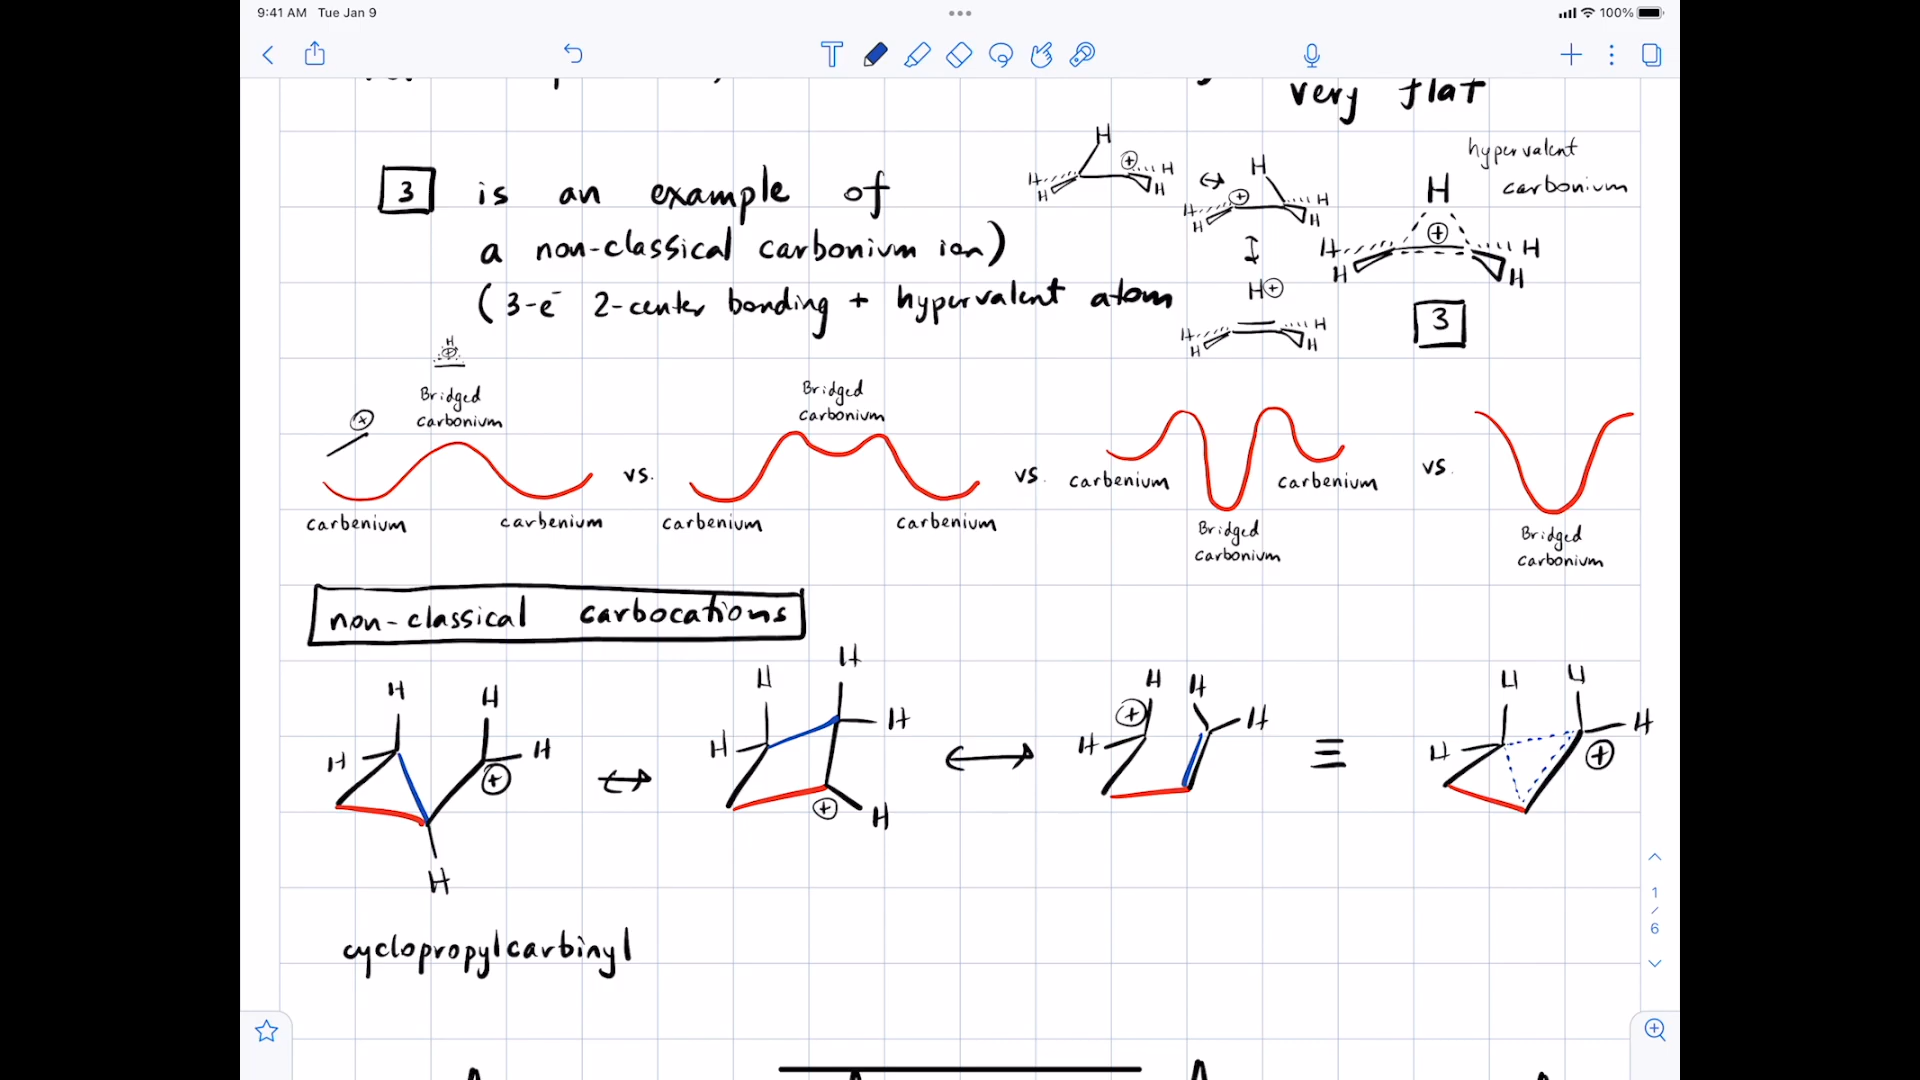 9:41 AM Tue Jan 9
100%
very flat
3 is an example of
a non-classical carbonium ion)
(3-e⁻ 2-center bonding + hypervalent atom
H
⊕
H
H
H
H
↔
H
⊕
H
H
H
H
H⊕
H
H
H
H
hypervalent
carbonium
H
⊕
H
H
H
H
3
H
⊕
⊕
Bridged
carbonium
carbenium
carbenium
vs.
Bridged
carbonium
carbenium
carbenium
vs.
carbenium
carbenium
Bridged
carbonium
vs.
Bridged
carbonium
non-classical carbocations
H
H
H
H
⊕
H
↔
H
H
H
H
⊕
H
↔
H
H
⊕
H
H
≡
H
H
H
H
⊕
cyclopropylcarbinyl
1
/
6